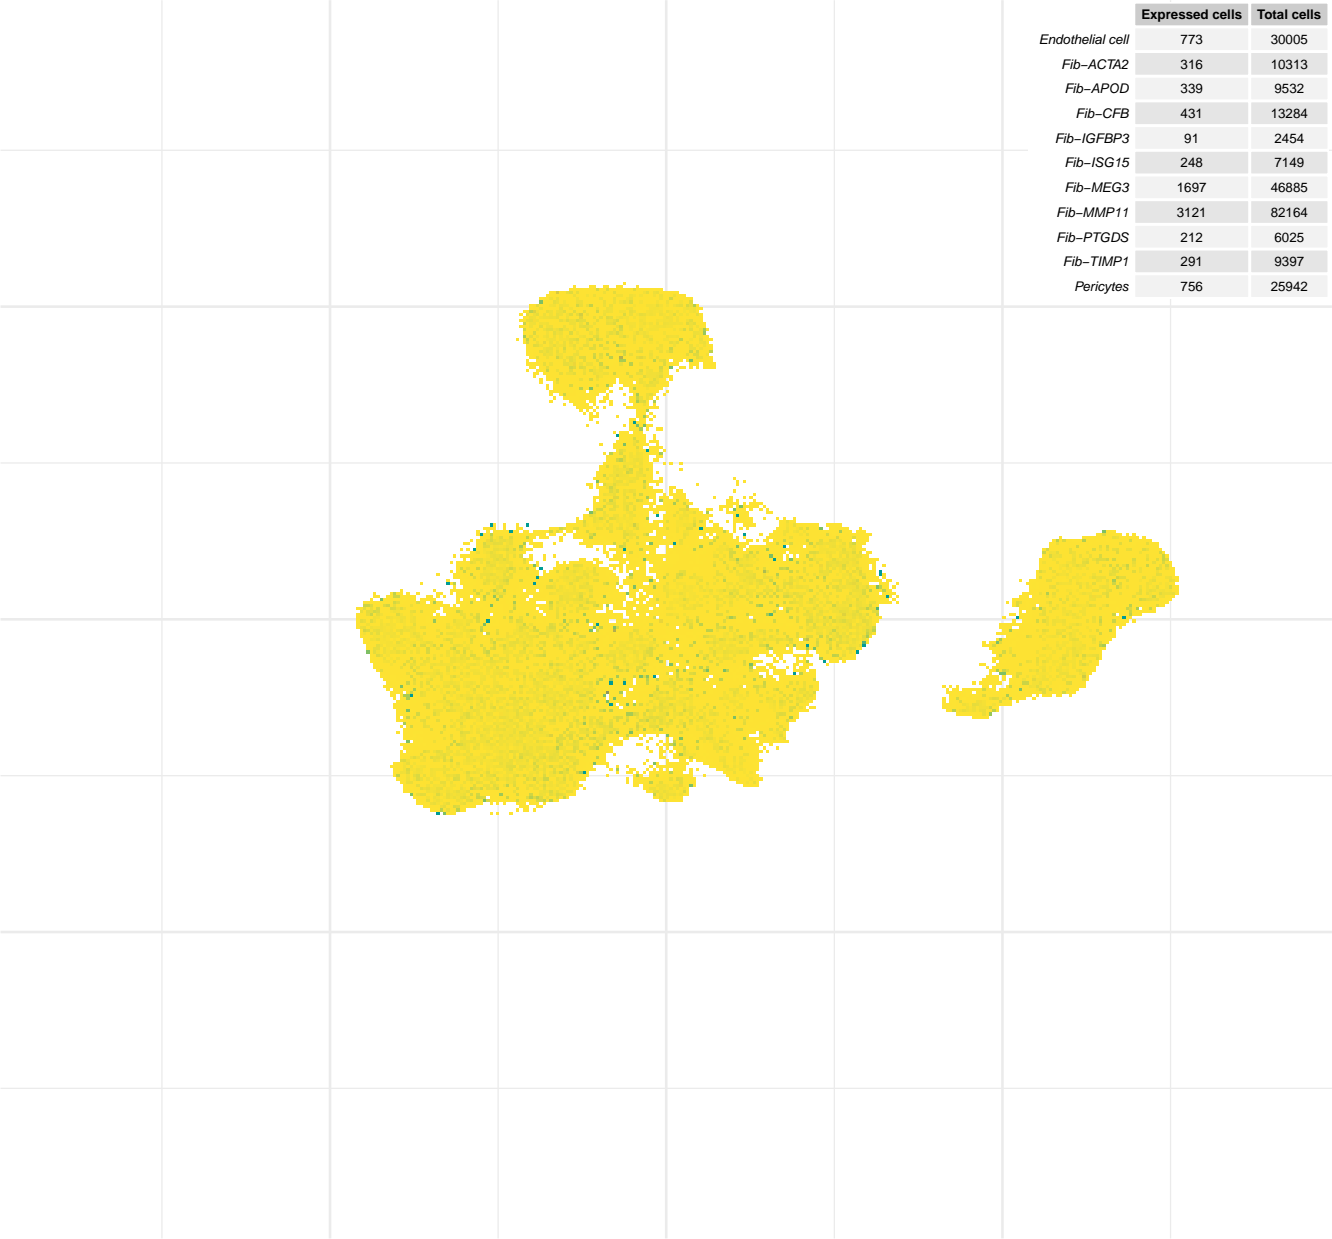 Expressed cells Total cells
Endothelial cell 773 30005
Fib−ACTA2 316 10313
Fib−APOD 339 9532
Fib−CFB 431 13284
Fib−IGFBP3 91 2454
Fib−ISG15 248 7149
Fib−MEG3 1697 46885
Fib−MMP11 3121 82164
Fib−PTGDS 212 6025
Fib−TIMP1 291 9397
Pericytes 756 25942